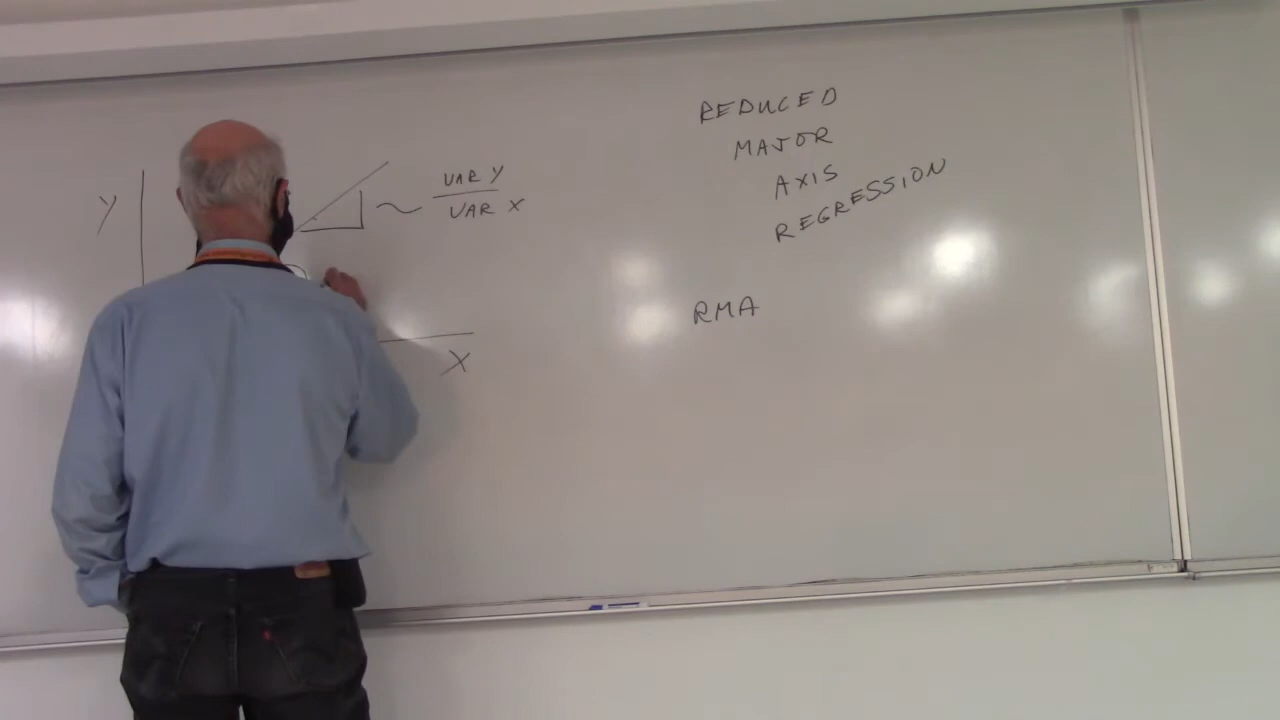 REDUCED
MAJOR
AXIS
REGRESSION
Y
VAR Y
VAR X
X
RMA